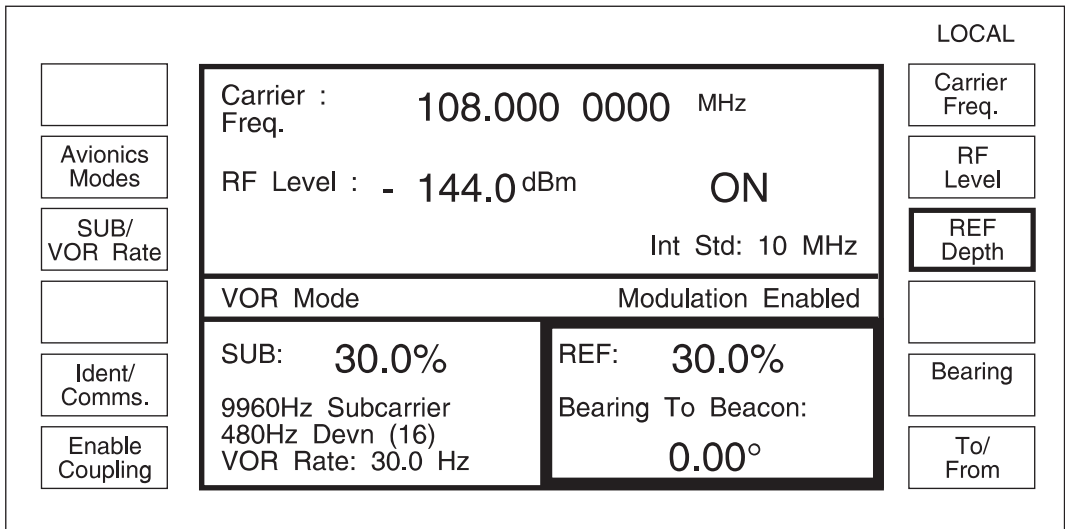 LOCAL
Avionics
Modes
SUB/
VOR Rate
Ident/
Comms.
Enable
Coupling
Carrier :
Freq.
108.000 0000 MHz
RF Level : - 144.0 dBm ON
Int Std: 10 MHz
VOR Mode Modulation Enabled
SUB: 30.0%
9960Hz Subcarrier
480Hz Devn (16)
VOR Rate: 30.0 Hz
REF: 30.0%
Bearing To Beacon:
0.00°
Carrier
Freq.
RF
Level
REF
Depth
Bearing
To/
From